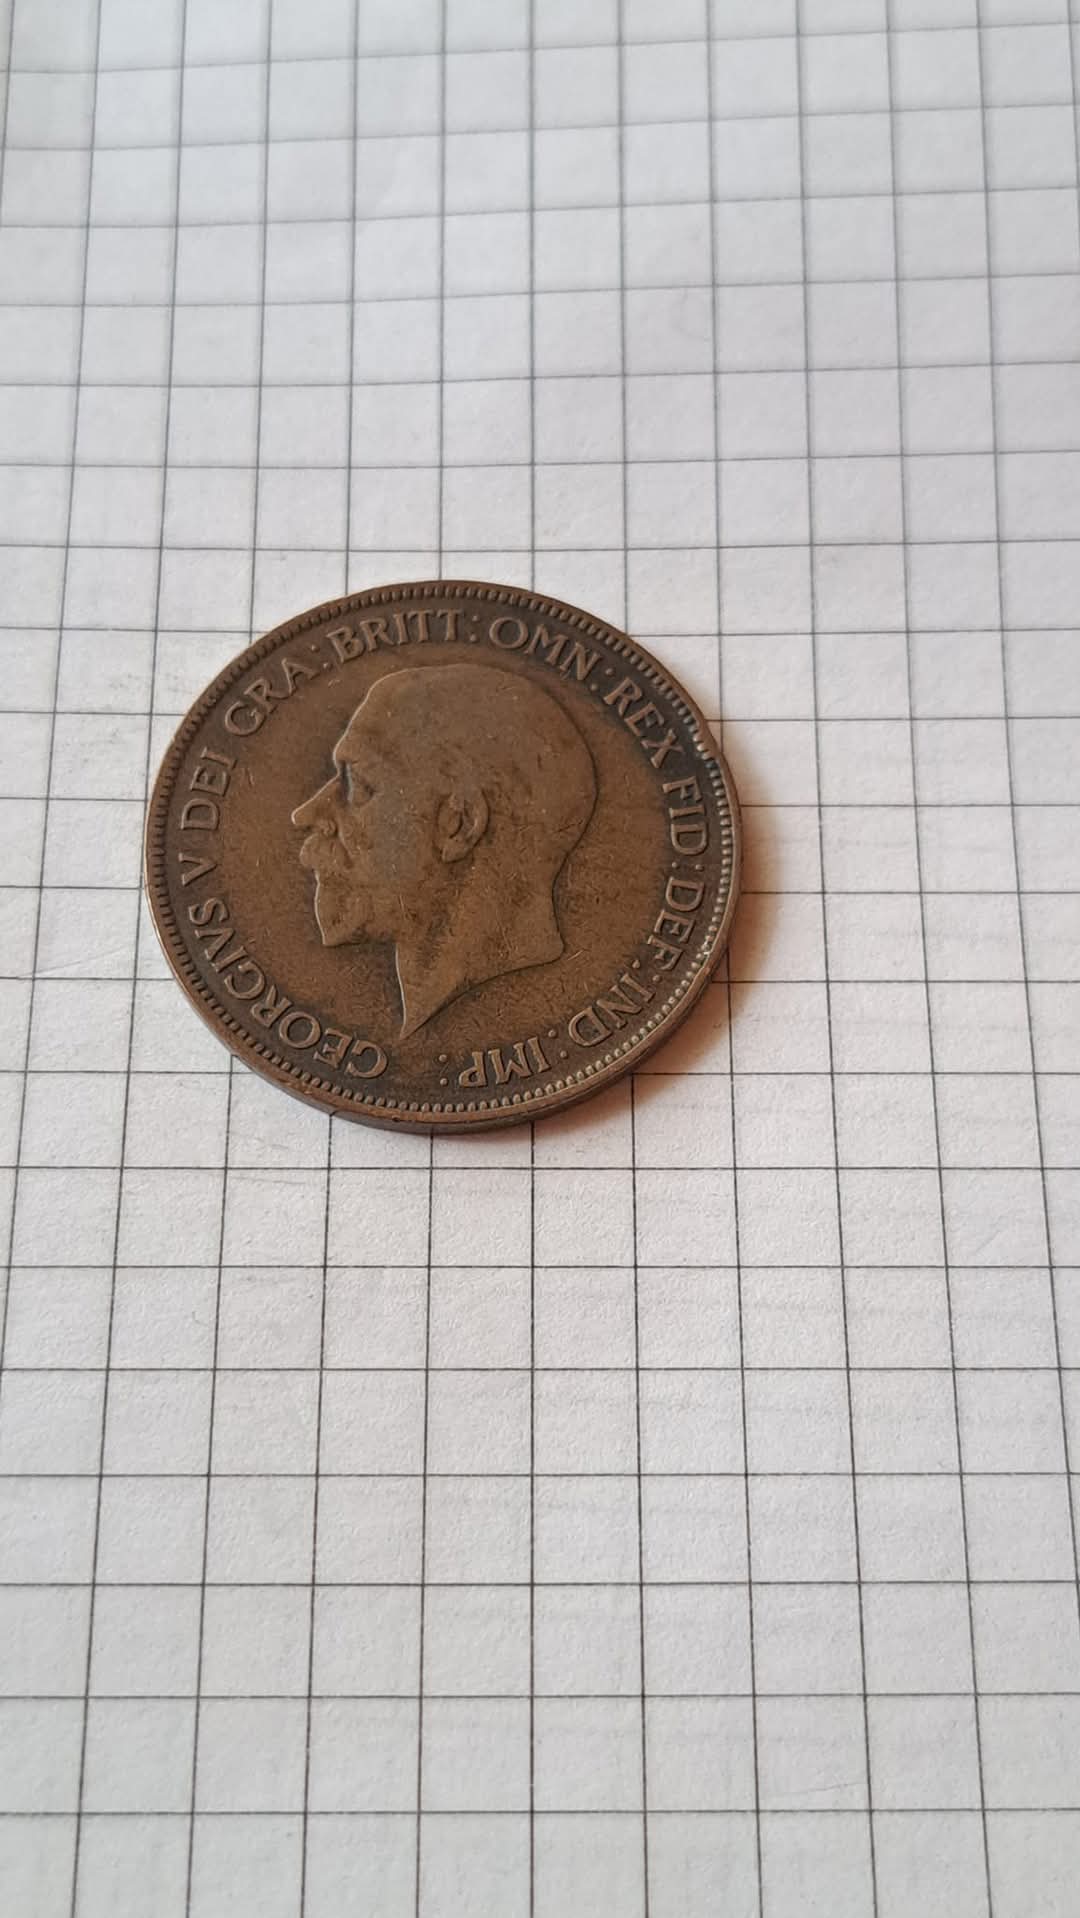 GEORGIVS V DEI GRA: BRITT: OMN: REX FID: DEF: IND: IMP: